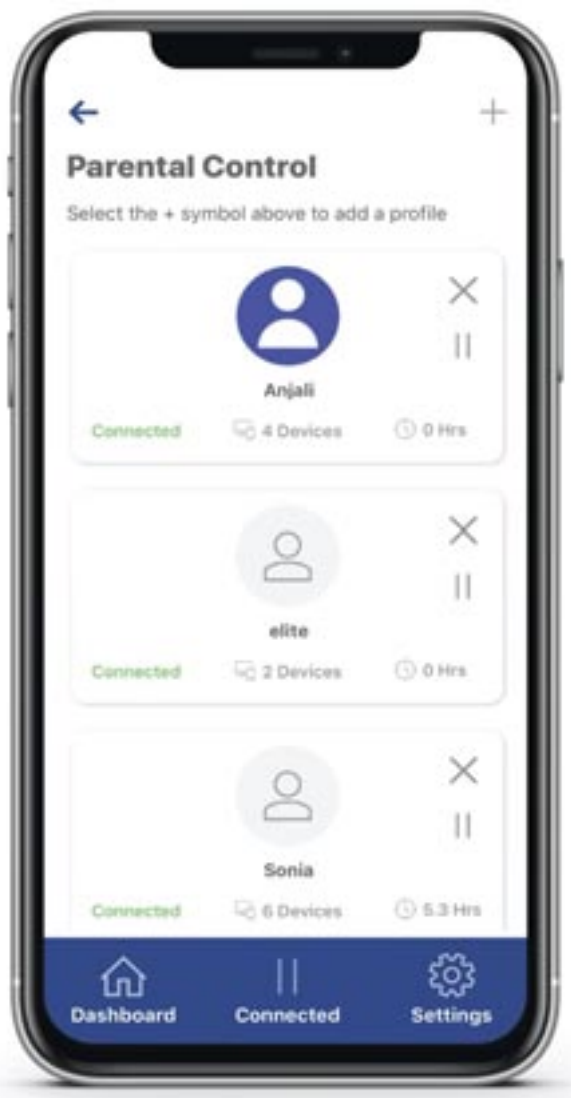 Parental Control
Select the + symbol above to add a profile
Anjali
Connected 4 Devices 0 Hrs
elite
Connected 2 Devices 0 Hrs
Sonia
Connected 6 Devices 5.3 Hrs
Dashboard Connected Settings